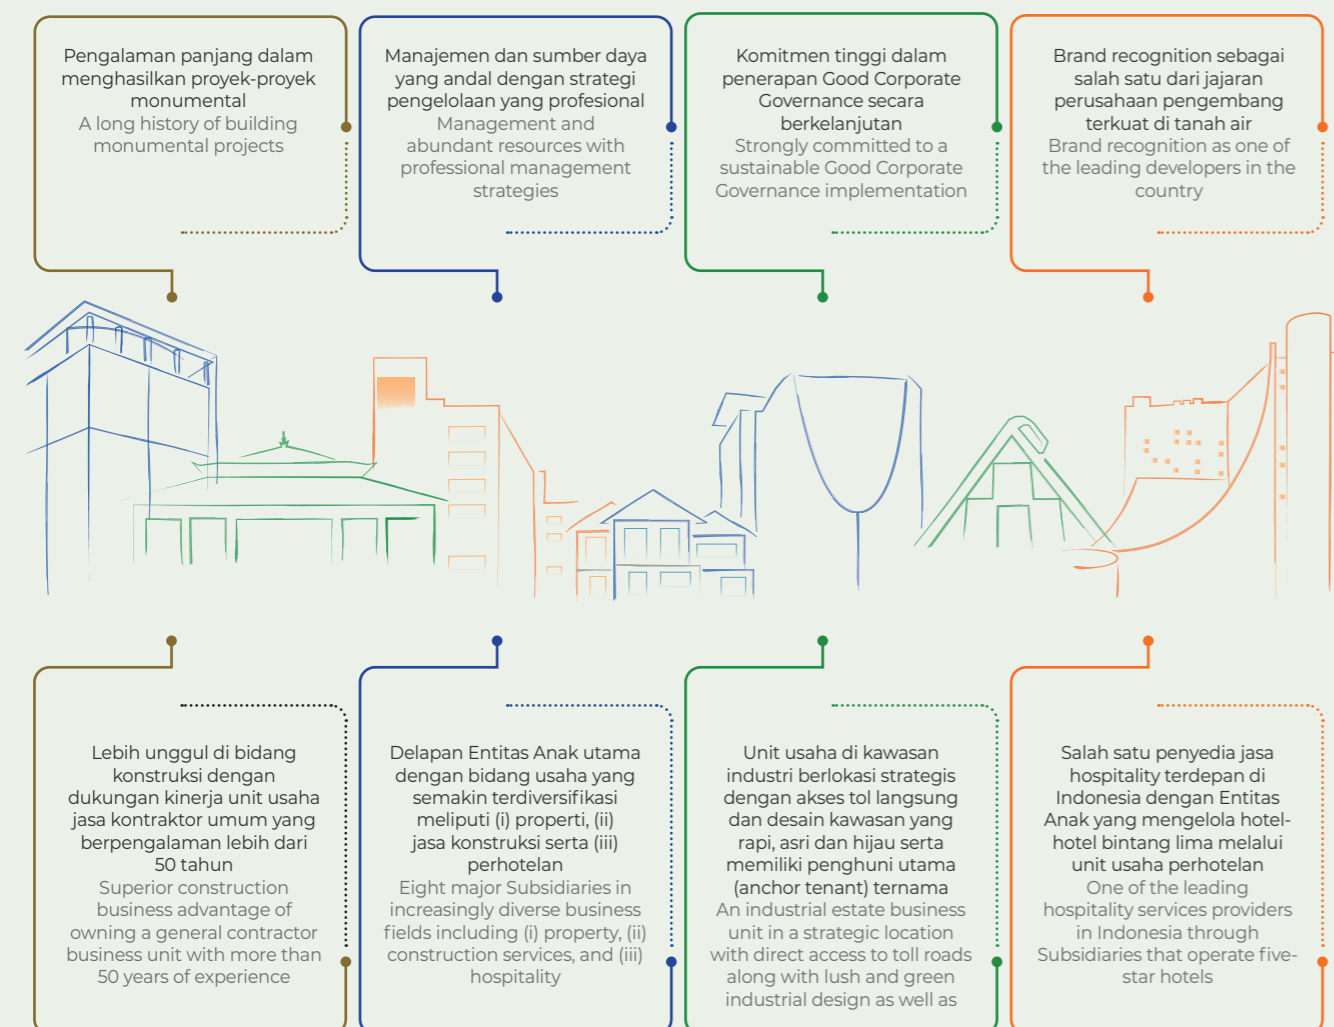 Pengalaman panjang dalam
menghasilkan proyek-proyek
monumental
A long history of building
monumental projects
Manajemen dan sumber daya
yang andal dengan strategi
pengelolaan yang profesional
Management and
abundant resources with
professional management
strategies
Komitmen tinggi dalam
penerapan Good Corporate
Governance secara
berkelanjutan
Strongly committed to a
sustainable Good Corporate
Governance implementation
Brand recognition sebagai
salah satu dari jajaran
perusahaan pengembang
terkuat di tanah air
Brand recognition as one of
the leading developers in the
country
Lebih unggul di bidang
konstruksi dengan
dukungan kinerja unit usaha
jasa kontraktor umum yang
berpengalaman lebih dari
50 tahun
Superior construction
business advantage of
owning a general contractor
business unit with more than
50 years of experience
Delapan Entitas Anak utama
dengan bidang usaha yang
semakin terdiversifikasi
meliputi (i) properti, (ii)
jasa konstruksi serta (iii)
perhotelan
Eight major Subsidiaries in
increasingly diverse business
fields including (i) property, (ii)
construction services, and (iii)
hospitality
Unit usaha di kawasan
industri berlokasi strategis
dengan akses tol langsung
dan desain kawasan yang
rapi, asri dan hijau serta
memiliki penghuni utama
(anchor tenant) ternama
An industrial estate business
unit in a strategic location
with direct access to toll roads
along with lush and green
industrial design as well as
Salah satu penyedia jasa
hospitality terdepan di
Indonesia dengan Entitas
Anak yang mengelola hotel-
hotel bintang lima melalui
unit usaha perhotelan
One of the leading
hospitality services providers
in Indonesia through
Subsidiaries that operate five-
star hotels